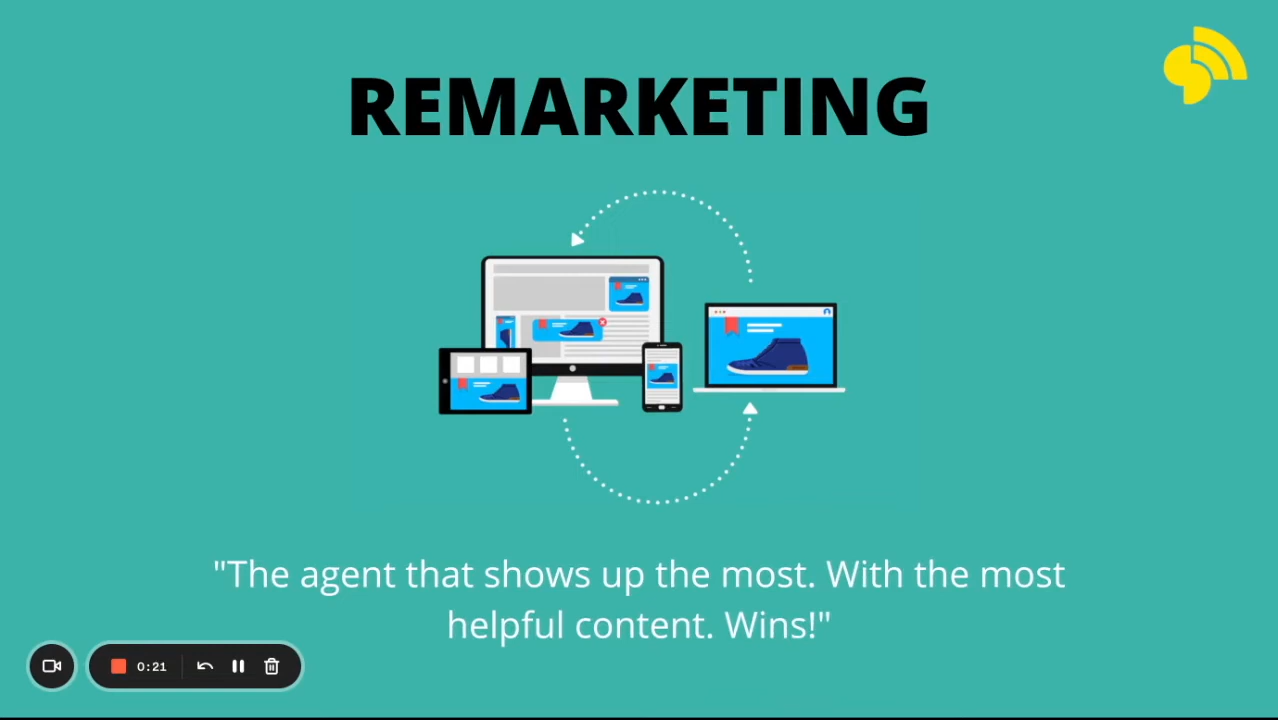 REMARKETING
"The agent that shows up the most. With the most
helpful content. Wins!"
0:21